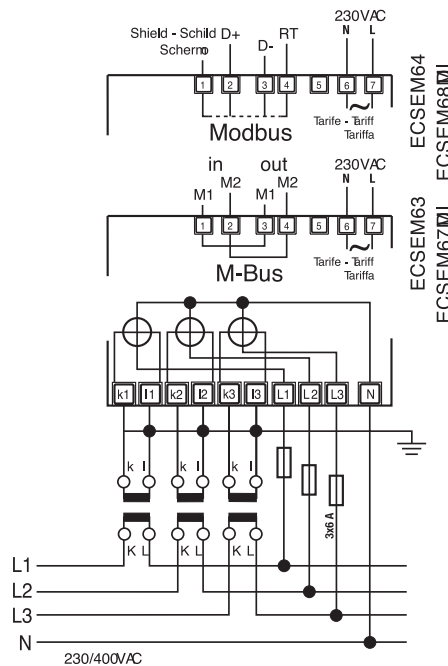 230VAC
Shield - Schild D+ RT N L
Schermo D-
1 2 3 4 5 6 7
Modbus
Tarife - Tariff
Tariffa
ECSEM64
ECSEM68MI
in out 230VAC
M1 M2 M1 M2 N L
1 2 3 4 5 6 7
M-Bus
Tarife - Tariff
Tariffa
ECSEM63
ECSEM67MI
k1 l1 k2 l2 k3 l3 L1 L2 L3 N
k l k l k l
3x6 A
K L K L K L
L1
L2
L3
N
230/400VAC